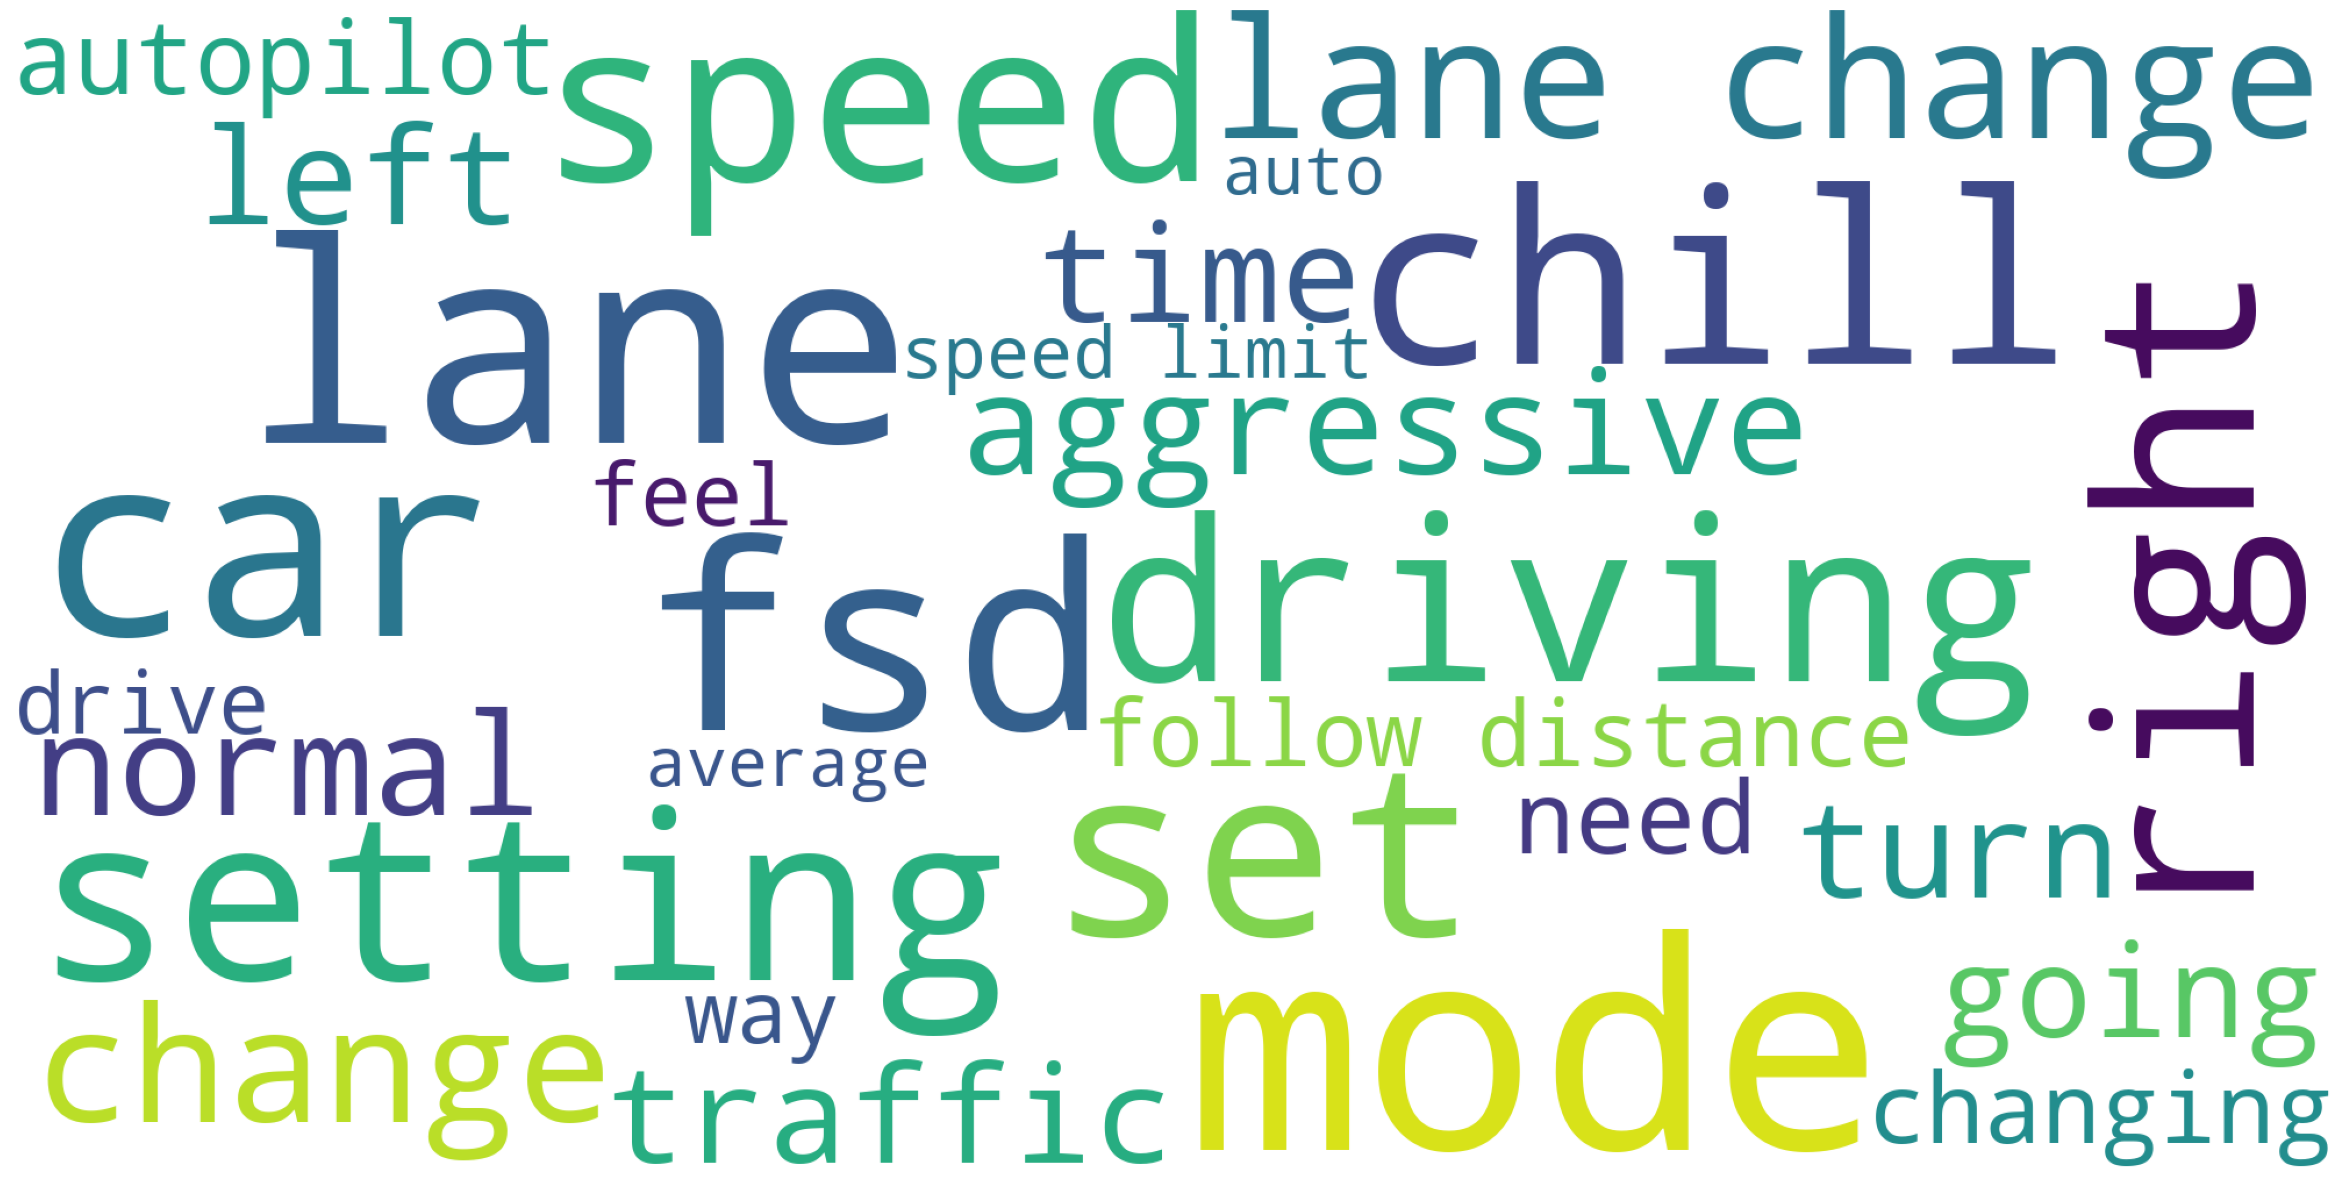 autopilot
speed
lane change
left
auto
lane
time
chill
speed limit
aggressive
right
car
feel
fsd
driving
drive
normal
average
follow distance
setting
set
need
turn
change
way
traffic
mode
going
changing